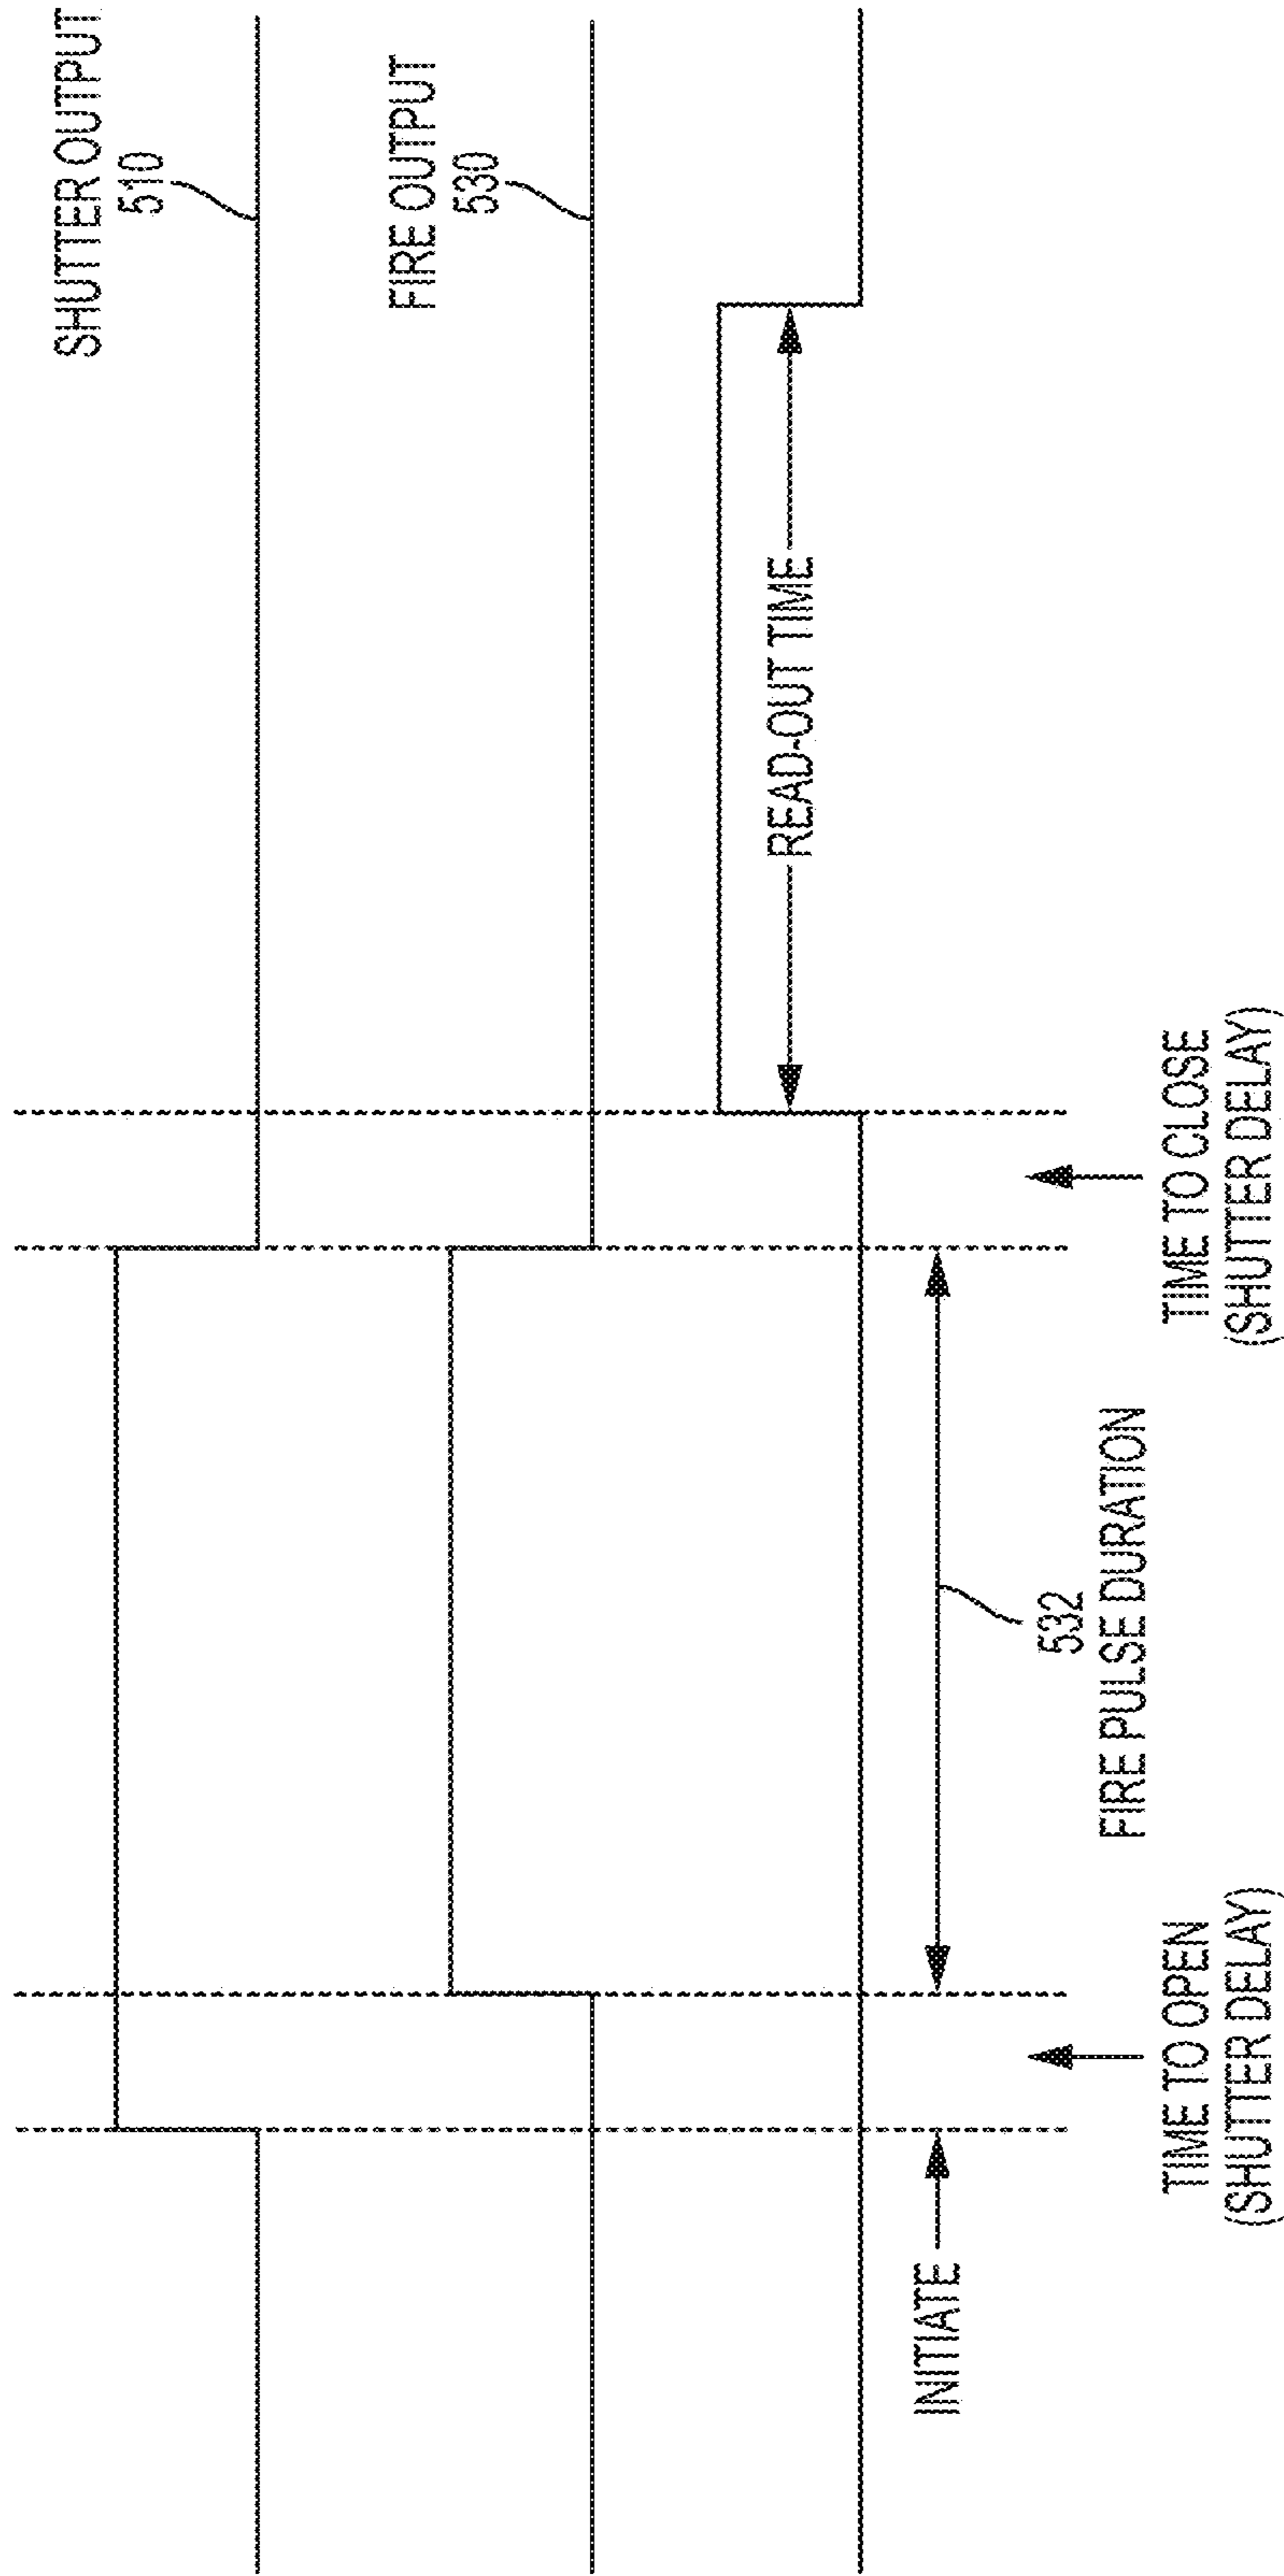 SHUTTER OUTPUT
510
FIRE OUTPUT
530
READ-OUT TIME
INITIATE
532
FIRE PULSE DURATION
TIME TO OPEN
(SHUTTER DELAY)
TIME TO CLOSE
(SHUTTER DELAY)